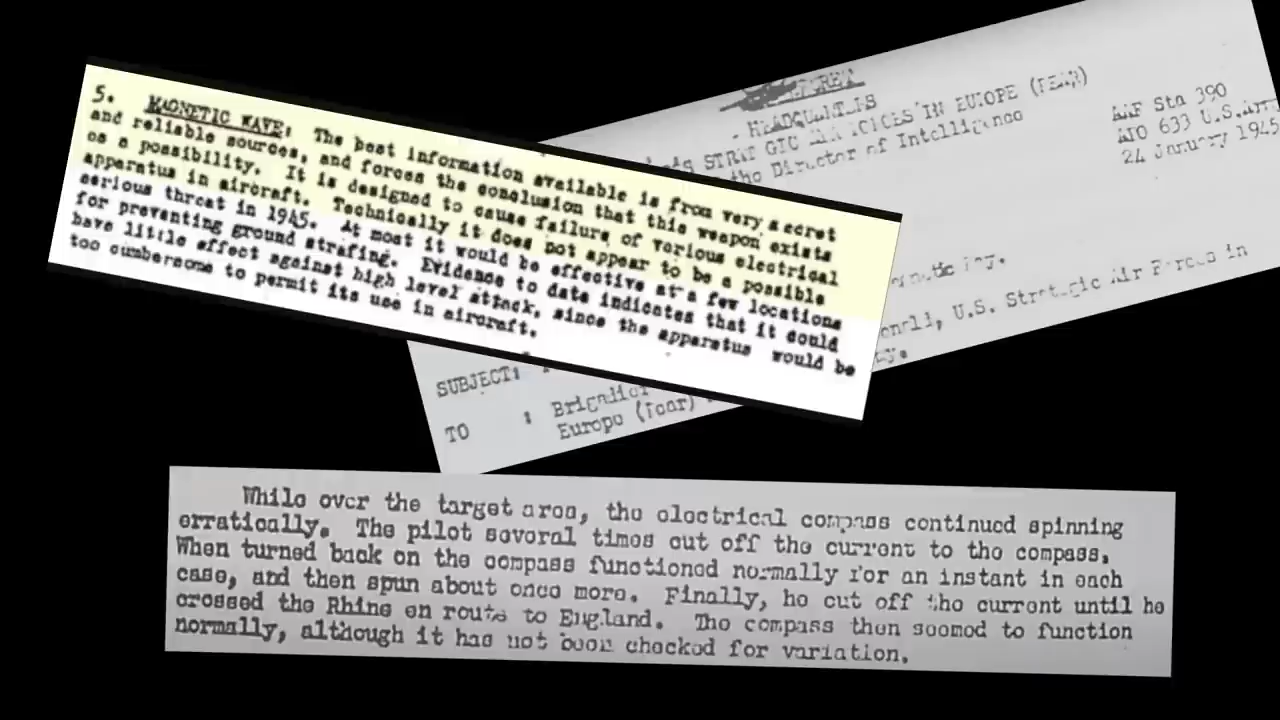 5. MAGNETIC WAVE: The best information available is from very secret
and reliable sources, and forces the conclusion that this weapon exists
as a possibility. It is designed to cause failure of various electrical
apparatus in aircraft. Technically it does not appear to be a possible
serious threat in 1945. At most it would be effective at a few locations
for preventing ground strafing. Evidence to date indicates that it could
have little effect against high level attack, since the apparatus would be
too cumbersome to permit its use in aircraft.
HEADQUARTERS
IN EUROPE (REAR)
Director of Intelligence
AAF Sta 390
APO 633 U.S.
24 January 1945
U.S. Strategic Air Forces in
SUBJECT:
TO :
Europe (Rear)
While over the target area, the electrical compass continued spinning
erratically. The pilot several times cut off the current to the compass.
When turned back on the compass functioned normally for an instant in each
case, and then spun about once more. Finally, he cut off the current until he
crossed the Rhine en route to England. The compass then seemed to function
normally, although it has not been checked for variation.